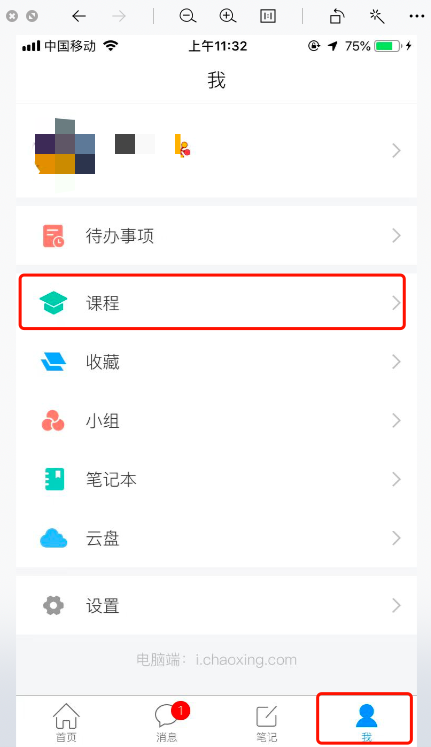 中国移动 上午11:32 75%
我
待办事项
课程
收藏
小组
笔记本
云盘
设置
电脑端：i.chaoxing.com
1
首页 消息 笔记 我